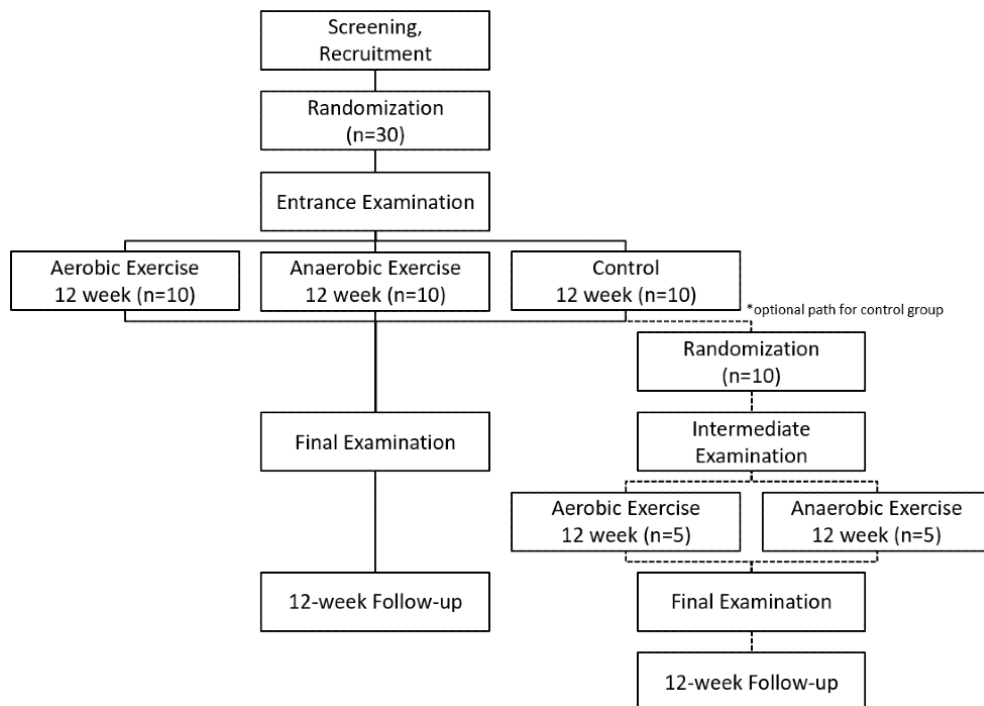 Screening,
Recruitment
Randomization
(n=30)
Entrance Examination
Aerobic Exercise
12 week (n=10)
Anaerobic Exercise
12 week (n=10)
Control
12 week (n=10)
*optional path for control group
Randomization
(n=10)
Final Examination
Intermediate
Examination
Aerobic Exercise
12 week (n=5)
Anaerobic Exercise
12 week (n=5)
12-week Follow-up
Final Examination
12-week Follow-up